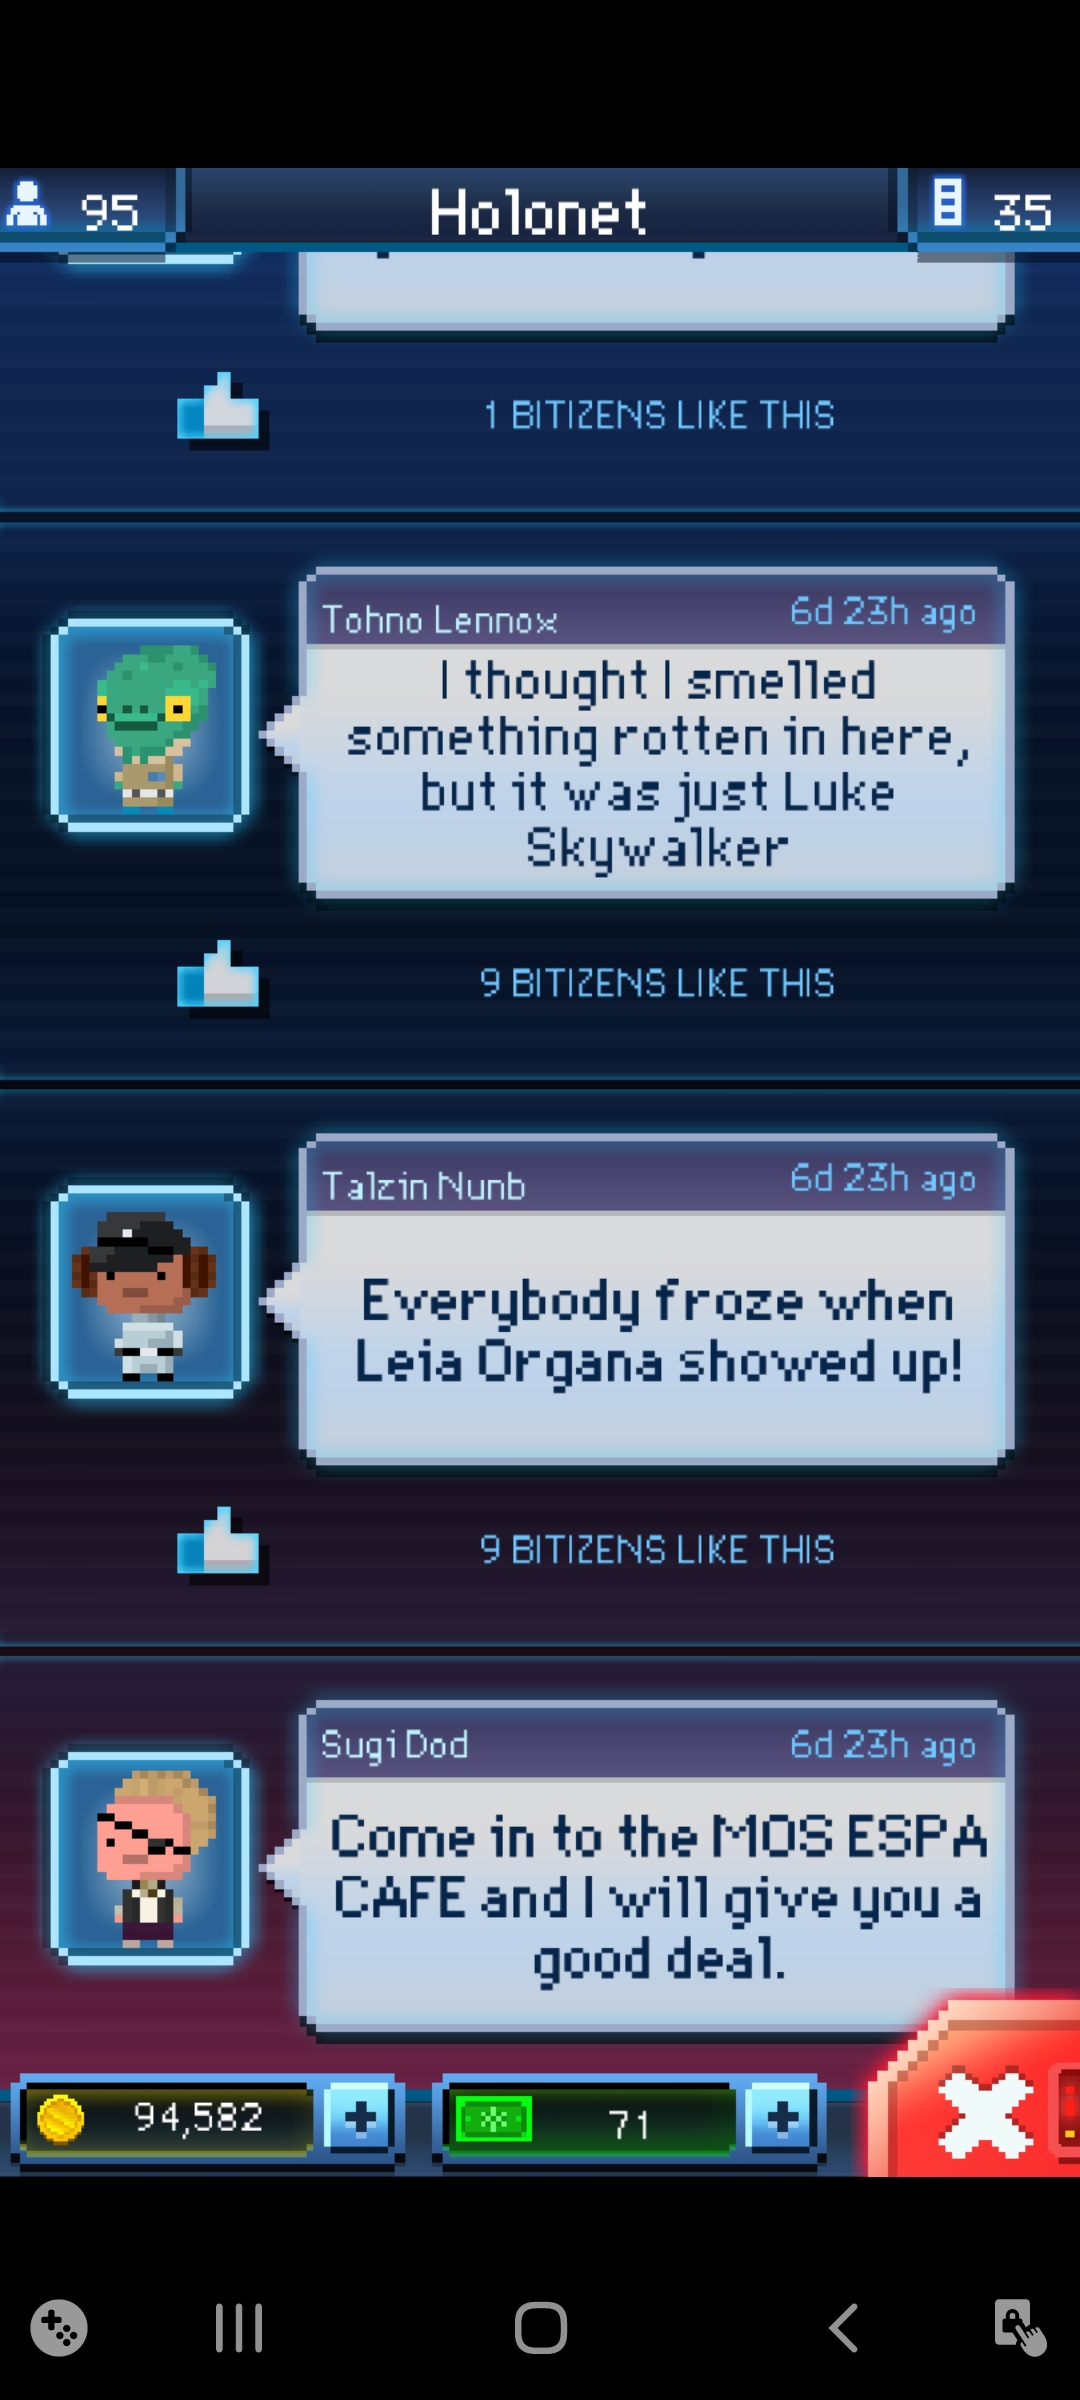 95 Holonet 35
1 BITIZENS LIKE THIS
Tohno Lennox 6d 23h ago
I thought I smelled
something rotten in here,
but it was just Luke
Skywalker
9 BITIZENS LIKE THIS
Talzin Nunb 6d 23h ago
Everybody froze when
Leia Organa showed up!
9 BITIZENS LIKE THIS
Sugi Dod 6d 23h ago
Come in to the MOS ESPA
CAFE and I will give you a
good deal.
94,582 71